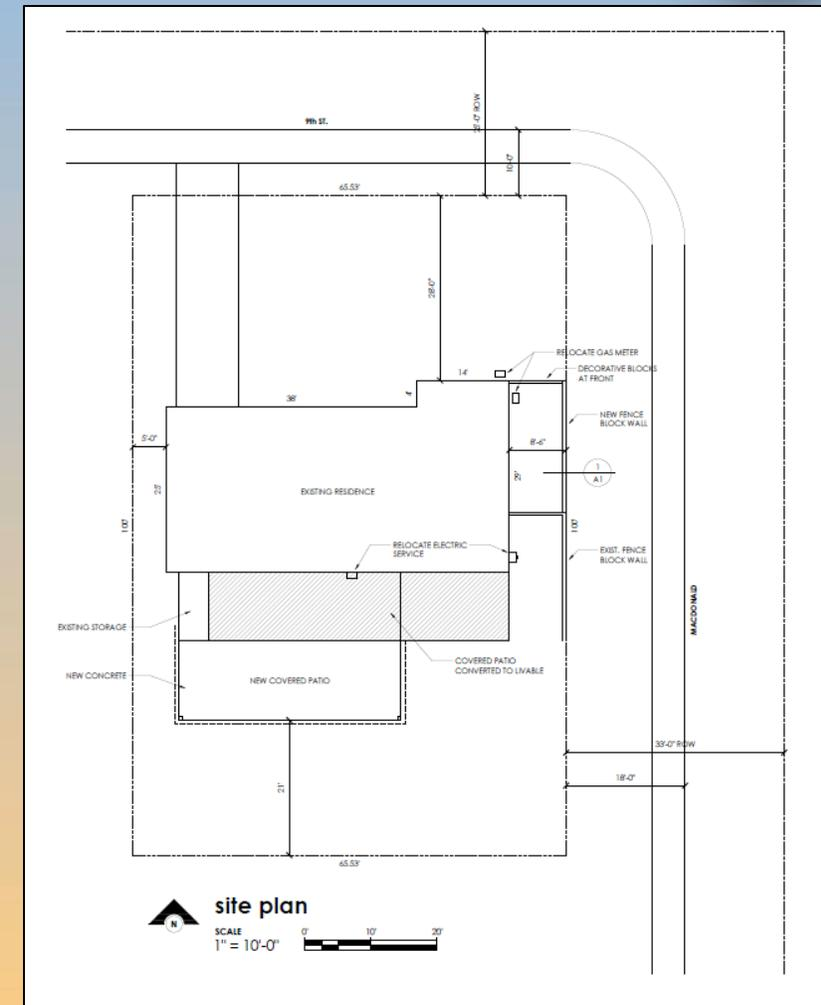 9th ST.
25'-0" ROW
10'-0"
65.53'
28'-0"
RELOCATE GAS METER
DECORATIVE BLOCKS
AT FRONT
14'
4'
38'
NEW FENCE
BLOCK WALL
5'-0"
8'-6"
1
A1
29'
25'
EXISTING RESIDENCE
100'
100'
RELOCATE ELECTRIC
SERVICE
EXIST. FENCE
BLOCK WALL
MACDONALD
EXISTING STORAGE
COVERED PATIO
CONVERTED TO LIVABLE
NEW CONCRETE
NEW COVERED PATIO
33'-0" ROW
18'-0"
21'
65.53'
N
site plan
SCALE
1" = 10'-0"
0' 10' 20'